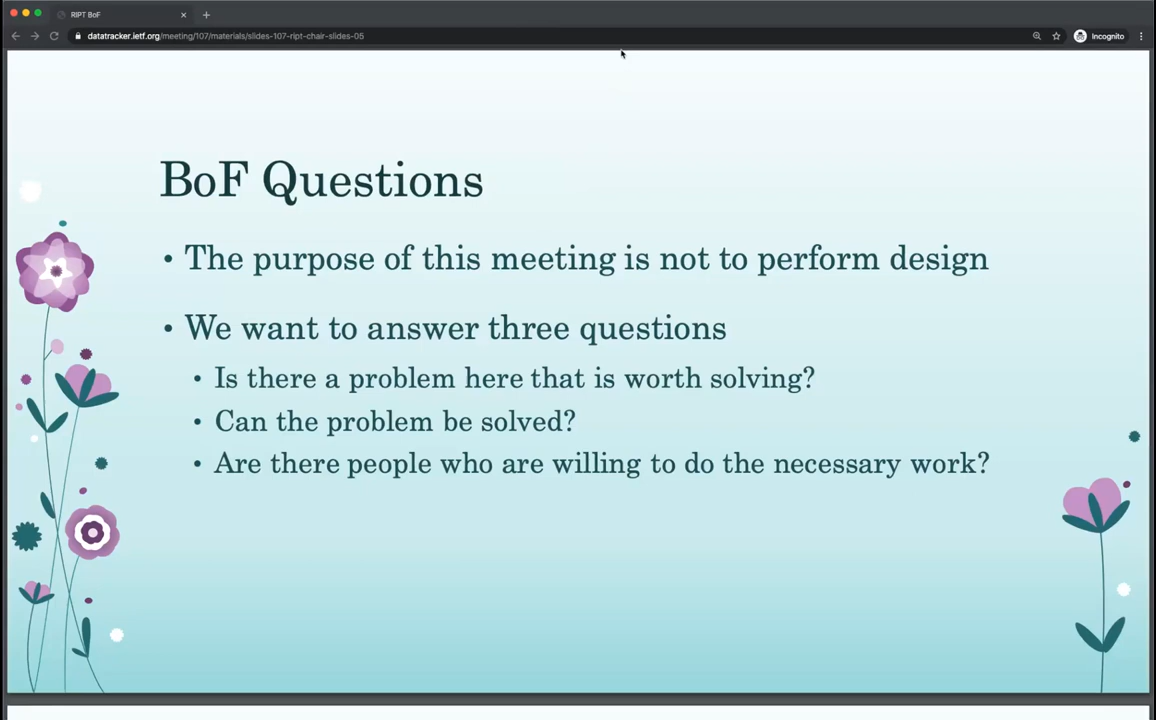 RIPT BoF
datatracker.ietf.org/meeting/107/materials/slides-107-ript-chair-slides-05
Incognito
BoF Questions
• The purpose of this meeting is not to perform design
• We want to answer three questions
• Is there a problem here that is worth solving?
• Can the problem be solved?
• Are there people who are willing to do the necessary work?